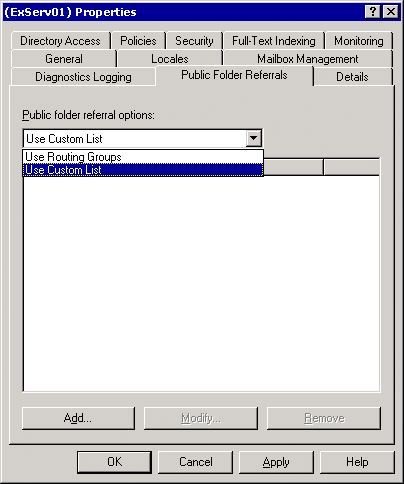 (ExServ01) Properties
Directory Access Policies Security Full-Text Indexing Monitoring
General Locales Mailbox Management
Diagnostics Logging Public Folder Referrals Details
Public folder referral options:
Use Custom List
Use Routing Groups
Use Custom List
Add... Modify... Remove
OK Cancel Apply Help